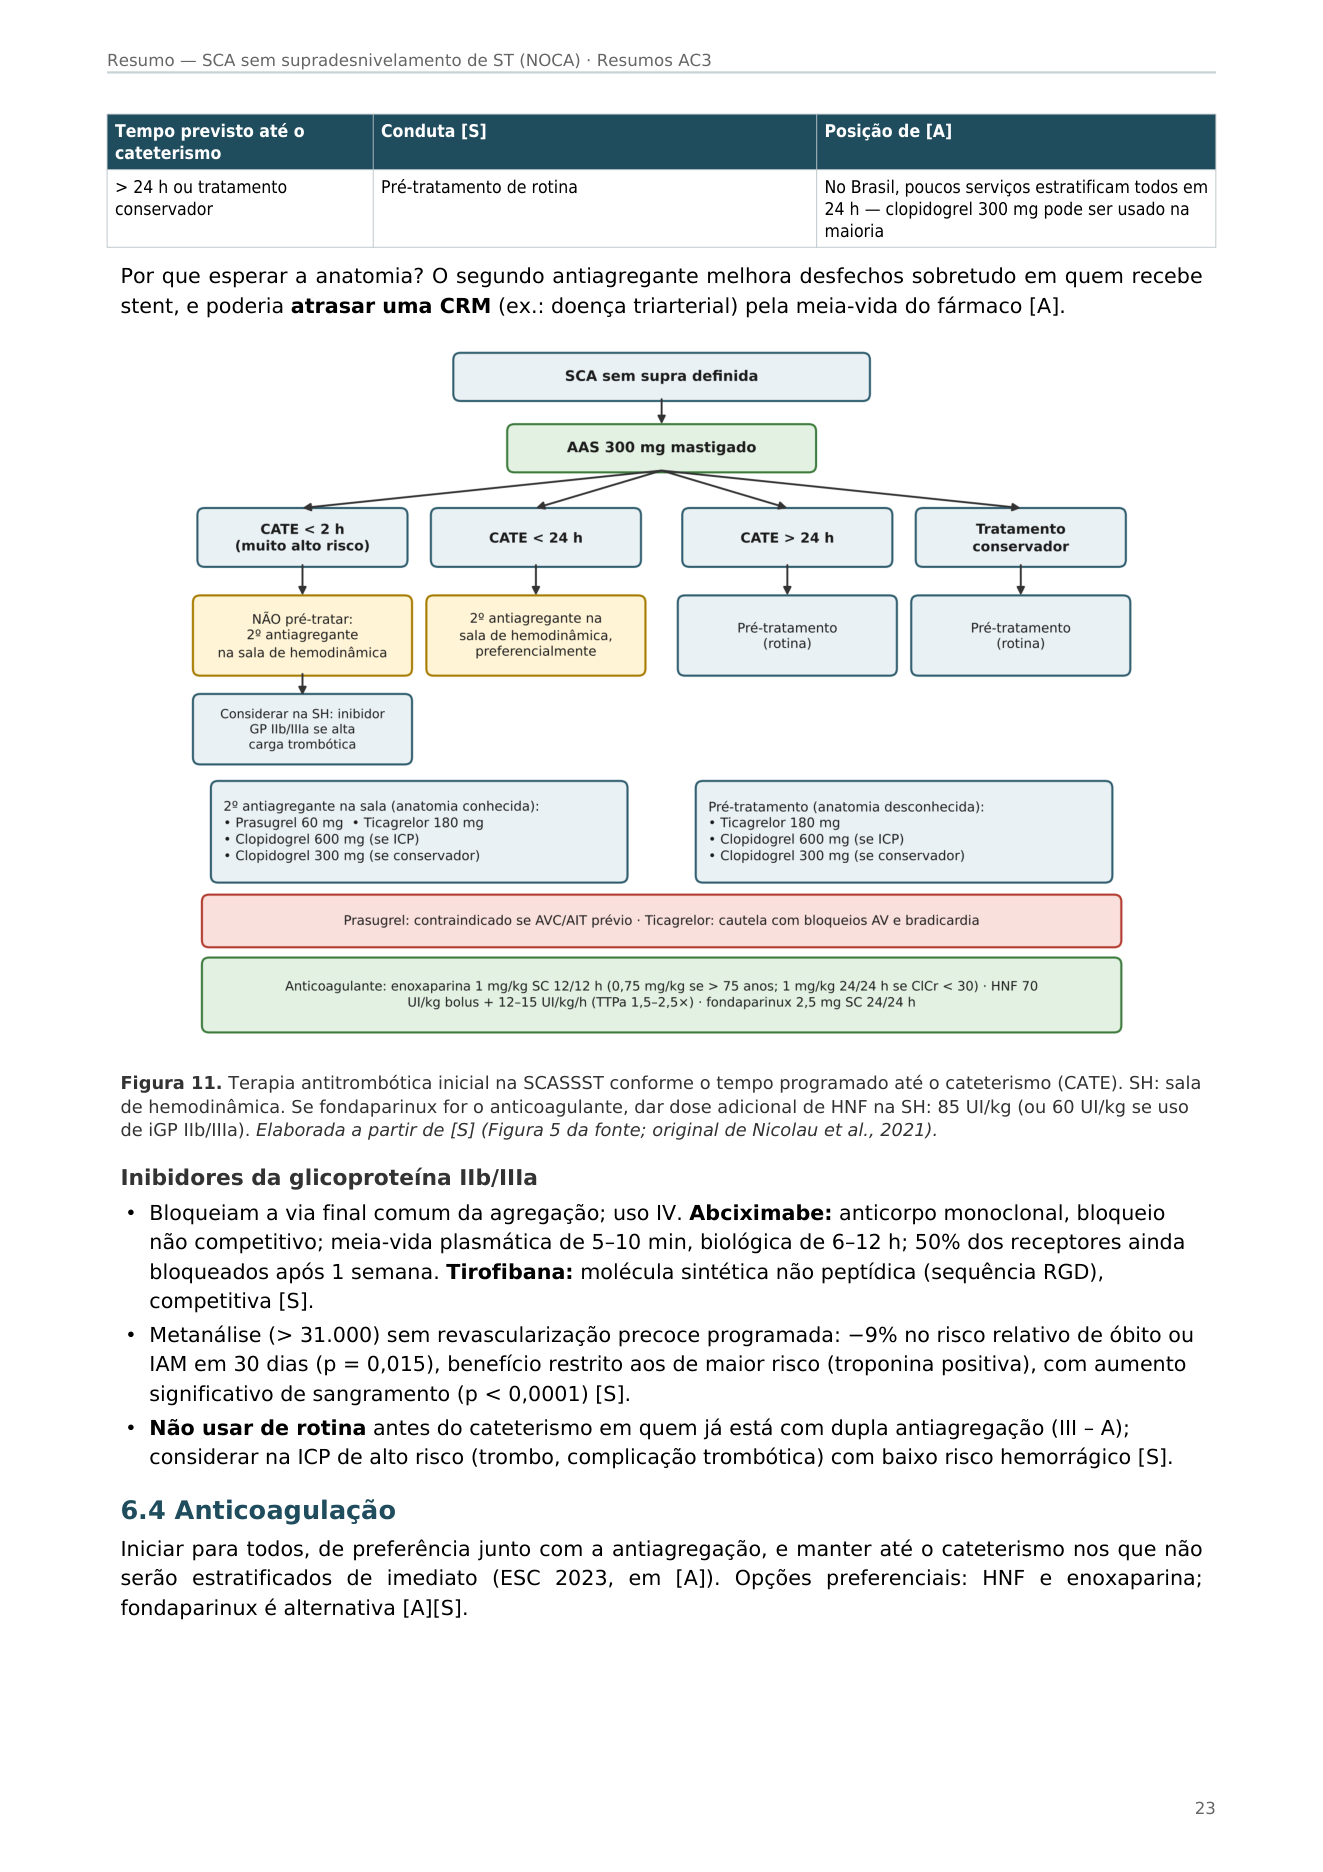 Resumo — SCA sem supradesnivelamento de ST (NOCA) · Resumos AC3
Tempo previsto até o
cateterismo
Conduta [S]
Posição de [A]
> 24 h ou tratamento
conservador
Pré-tratamento de rotina
No Brasil, poucos serviços estratificam todos em
24 h — clopidogrel 300 mg pode ser usado na
maioria
Por que esperar a anatomia? O segundo antiagregante melhora desfechos sobretudo em quem recebe
stent, e poderia atrasar uma CRM (ex.: doença triarterial) pela meia-vida do fármaco [A].
SCA sem supra definida
AAS 300 mg mastigado
CATE < 2 h
(muito alto risco)
CATE < 24 h
CATE > 24 h
Tratamento
conservador
NÃO pré-tratar:
2º antiagregante
na sala de hemodinâmica
2º antiagregante na
sala de hemodinâmica,
preferencialmente
Pré-tratamento
(rotina)
Pré-tratamento
(rotina)
Considerar na SH: inibidor
GP IIb/IIIa se alta
carga trombótica
2º antiagregante na sala (anatomia conhecida):
• Prasugrel 60 mg • Ticagrelor 180 mg
• Clopidogrel 600 mg (se ICP)
• Clopidogrel 300 mg (se conservador)
Pré-tratamento (anatomia desconhecida):
• Ticagrelor 180 mg
• Clopidogrel 600 mg (se ICP)
• Clopidogrel 300 mg (se conservador)
Prasugrel: contraindicado se AVC/AIT prévio · Ticagrelor: cautela com bloqueios AV e bradicardia
Anticoagulante: enoxaparina 1 mg/kg SC 12/12 h (0,75 mg/kg se > 75 anos; 1 mg/kg 24/24 h se ClCr < 30) · HNF 70
UI/kg bolus + 12–15 UI/kg/h (TTPa 1,5–2,5×) · fondaparinux 2,5 mg SC 24/24 h
Figura 11. Terapia antitrombótica inicial na SCASSST conforme o tempo programado até o cateterismo (CATE). SH: sala
de hemodinâmica. Se fondaparinux for o anticoagulante, dar dose adicional de HNF na SH: 85 UI/kg (ou 60 UI/kg se uso
de iGP IIb/IIIa). Elaborada a partir de [S] (Figura 5 da fonte; original de Nicolau et al., 2021).
Inibidores da glicoproteína IIb/IIIa
• Bloqueiam a via final comum da agregação; uso IV. Abciximabe: anticorpo monoclonal, bloqueio
não competitivo; meia-vida plasmática de 5–10 min, biológica de 6–12 h; 50% dos receptores ainda
bloqueados após 1 semana. Tirofibana: molécula sintética não peptídica (sequência RGD),
competitiva [S].
• Metanálise (> 31.000) sem revascularização precoce programada: −9% no risco relativo de óbito ou
IAM em 30 dias (p = 0,015), benefício restrito aos de maior risco (troponina positiva), com aumento
significativo de sangramento (p < 0,0001) [S].
• Não usar de rotina antes do cateterismo em quem já está com dupla antiagregação (III – A);
considerar na ICP de alto risco (trombo, complicação trombótica) com baixo risco hemorrágico [S].
6.4 Anticoagulação
Iniciar para todos, de preferência junto com a antiagregação, e manter até o cateterismo nos que não
serão estratificados de imediato (ESC 2023, em [A]). Opções preferenciais: HNF e enoxaparina;
fondaparinux é alternativa [A][S].
23